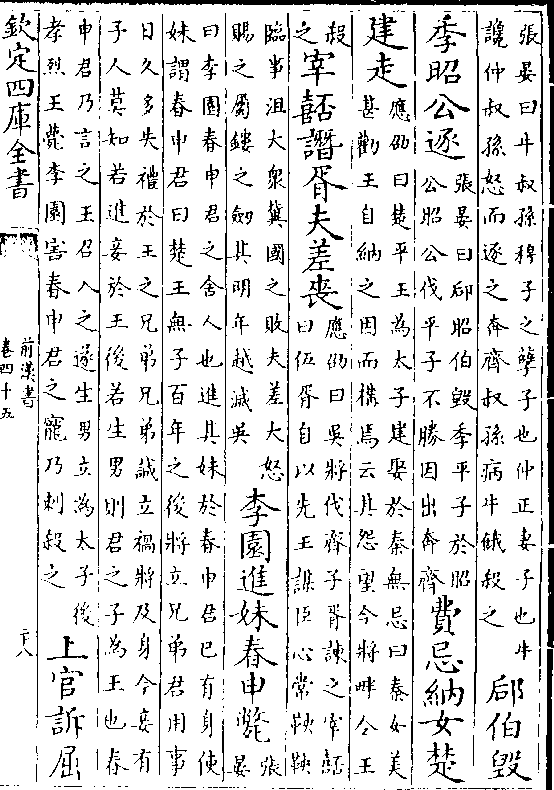 張晏曰牛叔孫穉子之孽子也仲正妻子也牛
讒仲叔孫怒而逐之奔齊叔孫病牛餓殺之
郈伯毁
季昭公逐
張晏曰郈昭伯毁季平子於昭
公昭公伐平子不勝因出奔齊
費忌納女楚
建走
應劭曰楚平王為太子建娶於秦無忌曰秦女美
甚勸王自納之因而搆焉云其怨望今將畔令王
殺
之
宰嚭譖胥夫差喪
應劭曰吳將伐齊子胥諫之宰嚭
曰伍胥自以先王謀臣心常鞅鞅
臨事沮大衆冀國之敗夫差大怒
賜之屬鏤之劍其明年越滅吳
李園進妹春申斃
張
晏
曰李園春申君之舍人也進其妹於春申君已有身使
妹謂春申君曰楚王無子百年之後將立兄弟君用事
日久多失禮於王之兄弟兄弟誠立禍將及身今妾有
子人莫知若進妾於王後若生男則君之子為王也春
申君乃言之王召入之遂生男立為太子後
孝烈王薨李園害春申君之寵乃刺殺之
上官訴屈
欽定四庫全書
前漢書
卷四十五
十八